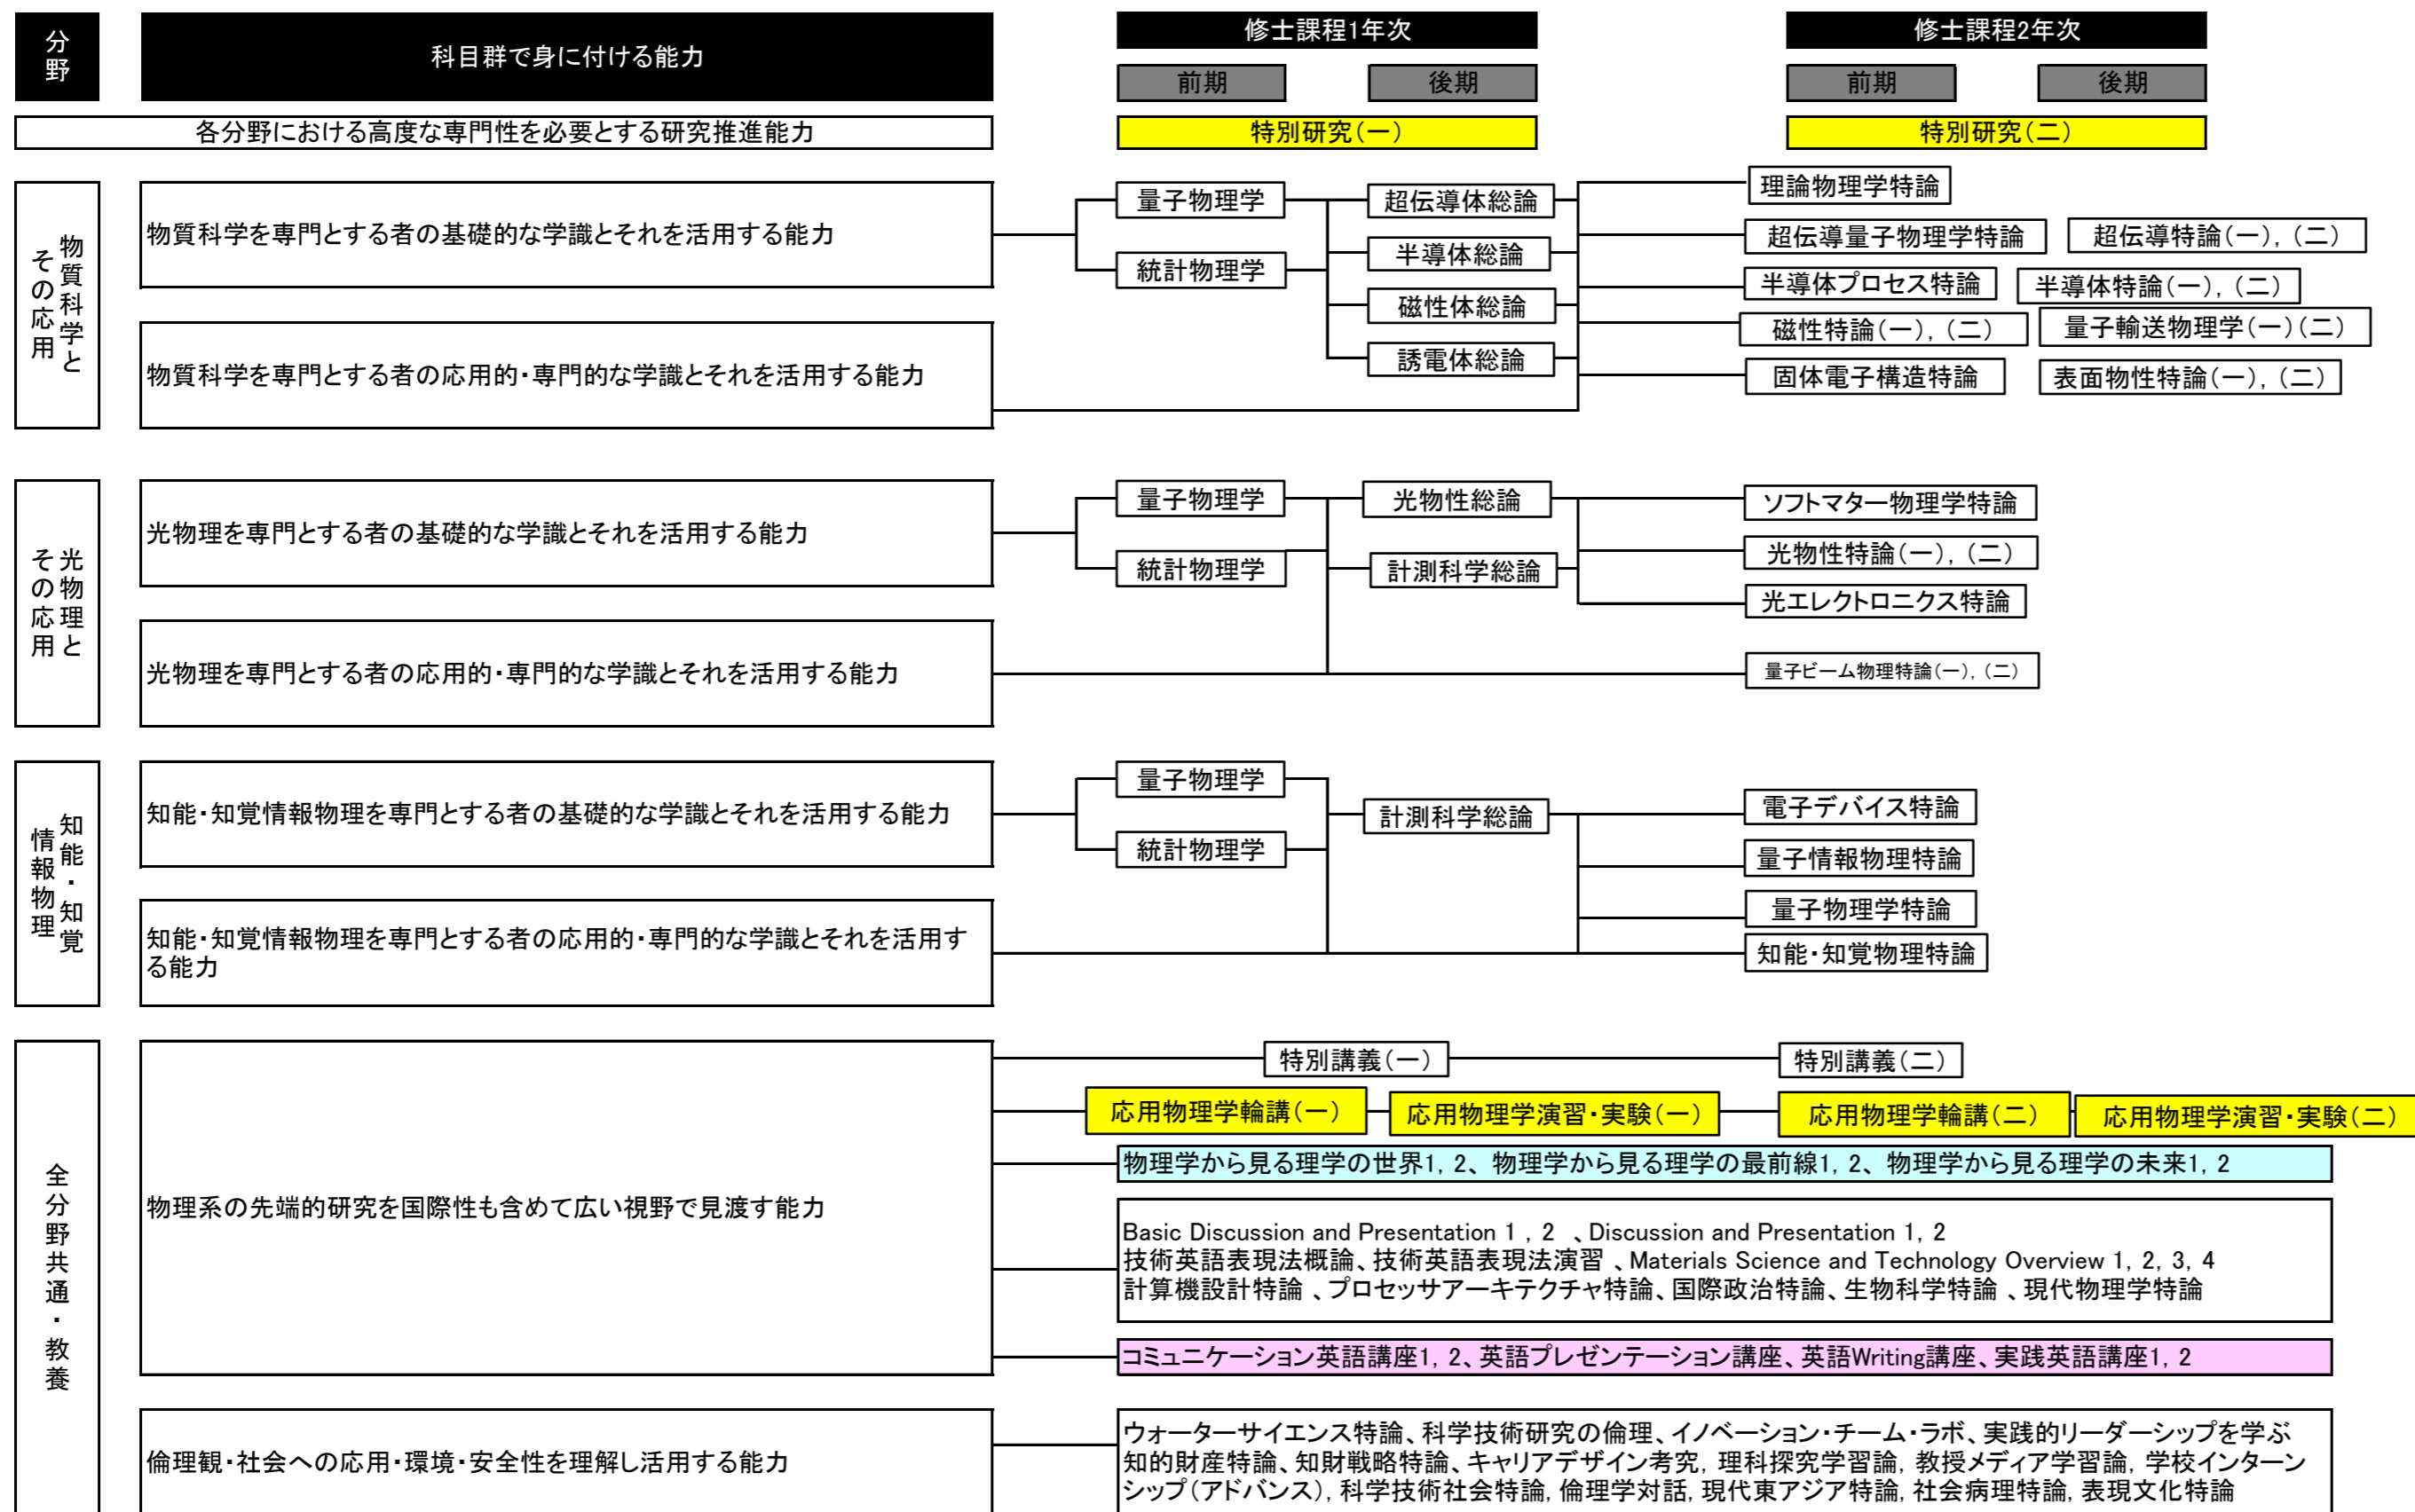 分野
科目群で身に付ける能力
修士課程1年次
修士課程2年次
前期
後期
前期
後期
各分野における高度な専門性を必要とする研究推進能力
特別研究(一)
特別研究(二)
物質科学と
その応用
物質科学を専門とする者の基礎的な学識とそれを活用する能力
物質科学を専門とする者の応用的・専門的な学識とそれを活用する能力
量子物理学
統計物理学
超伝導体総論
半導体総論
磁性体総論
誘電体総論
理論物理学特論
超伝導量子物理学特論
超伝導特論(一), (二)
半導体プロセス特論
半導体特論(一), (二)
磁性特論(一), (二)
量子輸送物理学(一)(二)
固体電子構造特論
表面物性特論(一), (二)
光物理と
その応用
光物理を専門とする者の基礎的な学識とそれを活用する能力
光物理を専門とする者の応用的・専門的な学識とそれを活用する能力
量子物理学
統計物理学
光物性総論
計測科学総論
ソフトマター物理学特論
光物性特論(一), (二)
光エレクトロニクス特論
量子ビーム物理特論(一), (二)
知能・知覚
情報物理
知能・知覚情報物理を専門とする者の基礎的な学識とそれを活用する能力
知能・知覚情報物理を専門とする者の応用的・専門的な学識とそれを活用す
る能力
量子物理学
統計物理学
計測科学総論
電子デバイス特論
量子情報物理特論
量子物理学特論
知能・知覚物理特論
全分野共通・教養
物理系の先端的研究を国際性も含めて広い視野で見渡す能力
特別講義(一)
特別講義(二)
応用物理学輪講(一)
応用物理学演習・実験(一)
応用物理学輪講(二)
応用物理学演習・実験(二)
物理学から見る理学の世界1, 2、物理学から見る理学の最前線1, 2、物理学から見る理学の未来1, 2
Basic Discussion and Presentation 1 , 2 、Discussion and Presentation 1, 2
技術英語表現法概論、技術英語表現法演習 、Materials Science and Technology Overview 1, 2, 3, 4
計算機設計特論 、プロセッサアーキテクチャ特論、国際政治特論、生物科学特論 、現代物理学特論
コミュニケーション英語講座1, 2、英語プレゼンテーション講座、英語Writing講座、実践英語講座1, 2
倫理観・社会への応用・環境・安全性を理解し活用する能力
ウォーターサイエンス特論、科学技術研究の倫理、イノベーション・チーム・ラボ、実践的リーダーシップを学ぶ
知的財産特論、知財戦略特論、キャリアデザイン考究, 理科探究学習論, 教授メディア学習論, 学校インターン
シップ(アドバンス), 科学技術社会特論, 倫理学対話, 現代東アジア特論, 社会病理特論, 表現文化特論